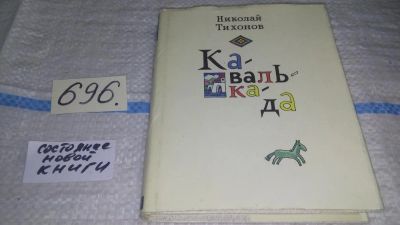 Николай
Тихонов
Ка-
валь-
ка-
да
696.
состояние
новой
книги